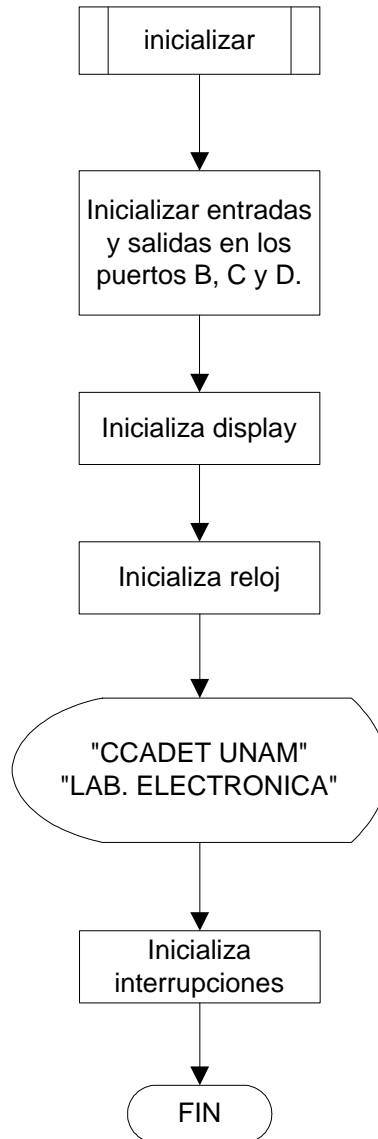 inicializar
Inicializar entradas
y salidas en los
puertos B, C y D.
Inicializa display
Inicializa reloj
"CCADET UNAM"
"LAB. ELECTRONICA"
Inicializa
interrupciones
FIN